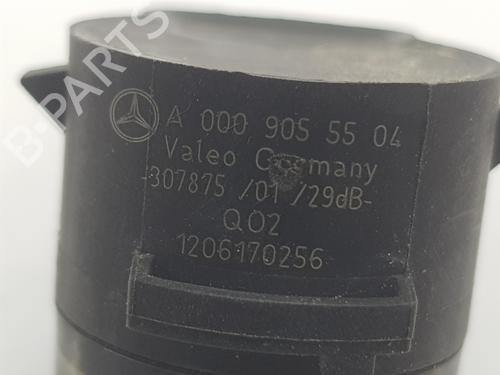 A 000 905 55 04
Valeo Germany
-307875 /01 /29dB-
Q02
1206170256
B-PARTS